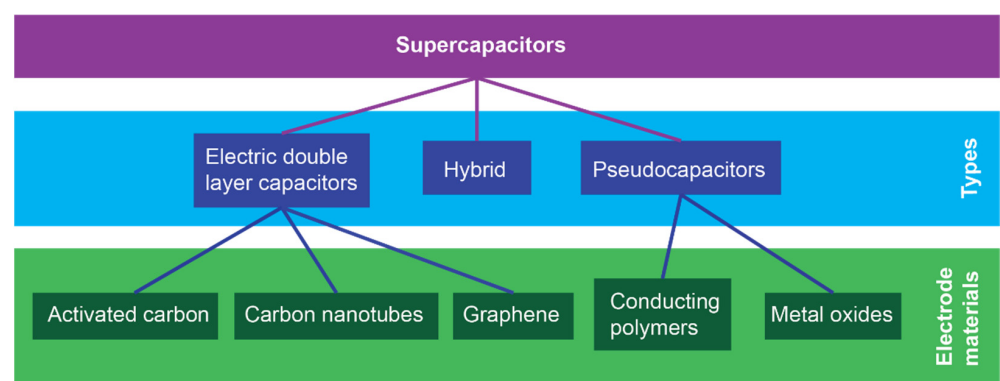 Supercapacitors
Electric double
layer capacitors
Hybrid
Pseudocapacitors
Types
Activated carbon
Carbon nanotubes
Graphene
Conducting
polymers
Metal oxides
Electrode
materials